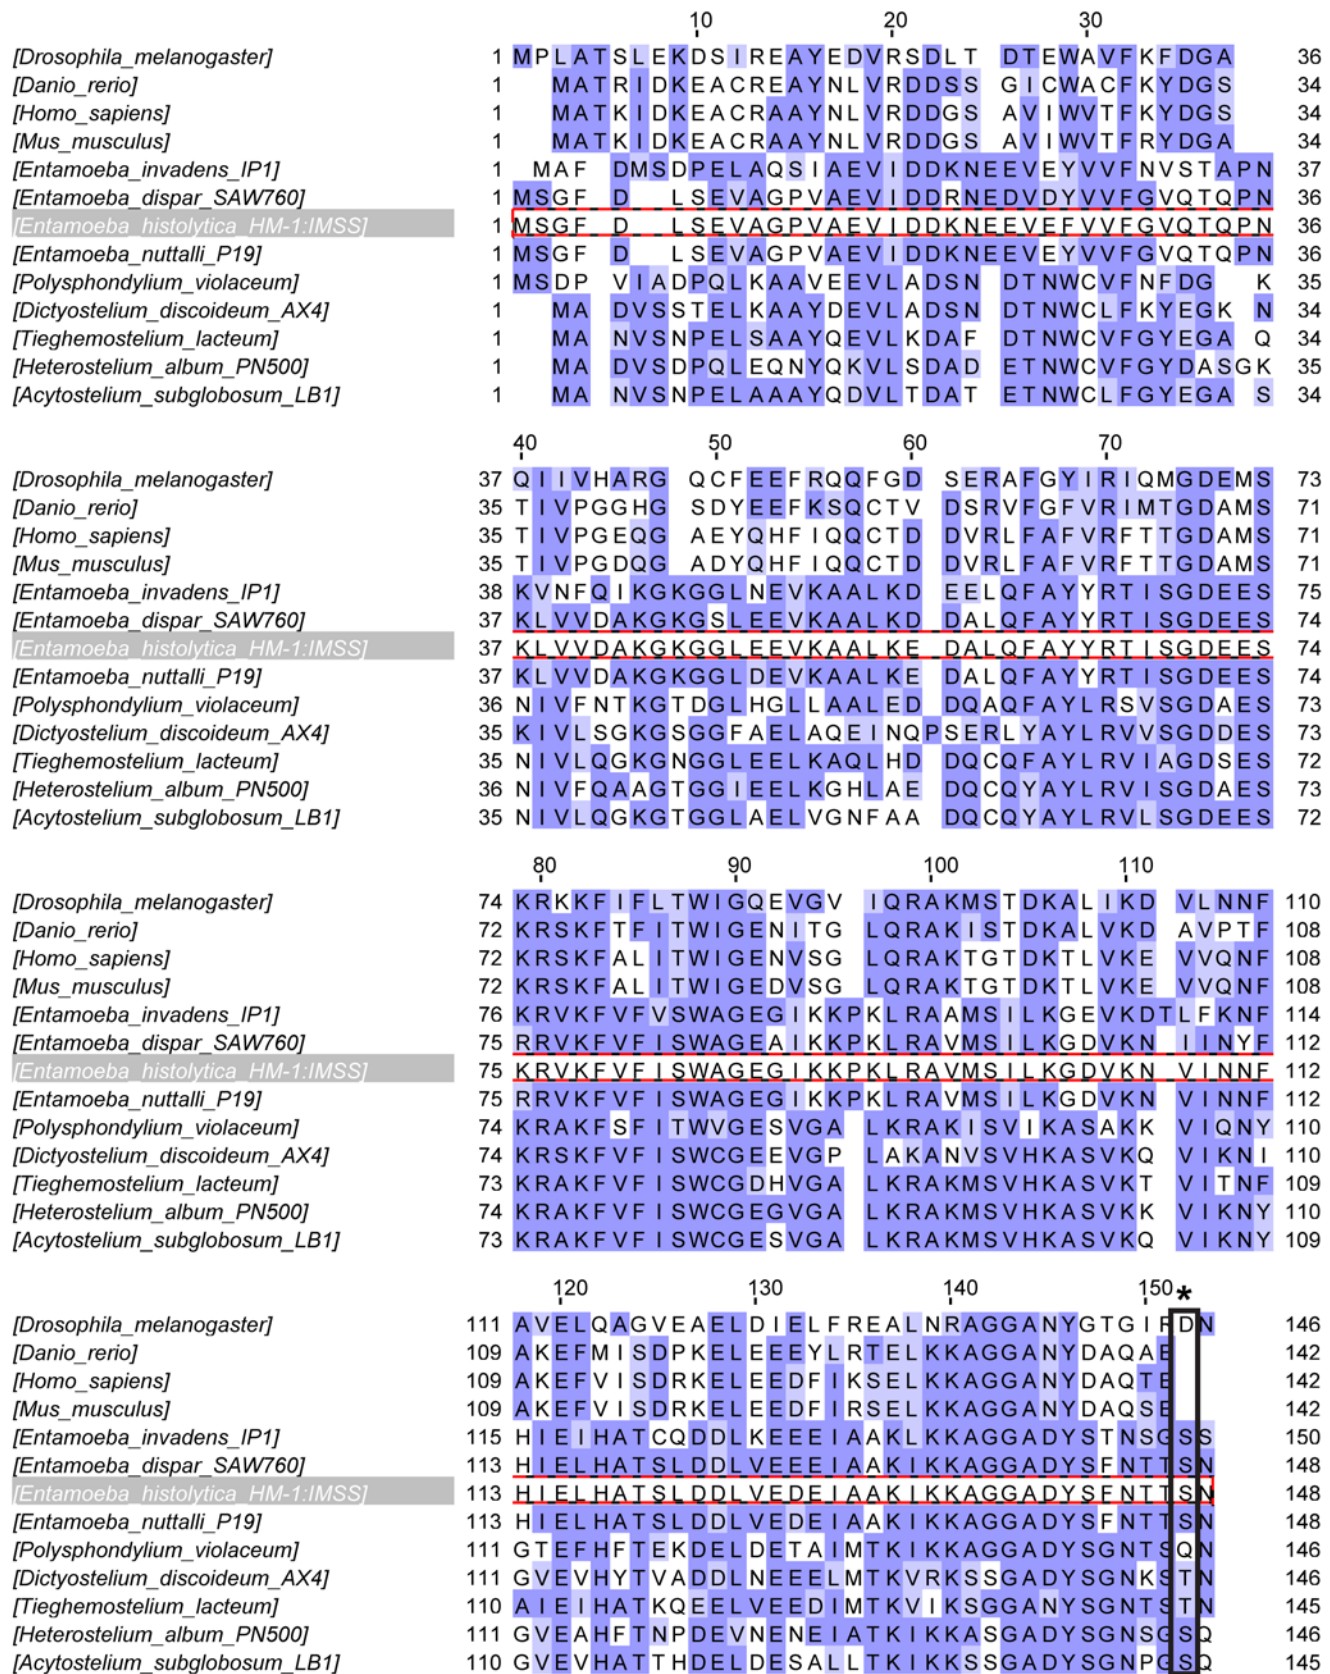 10 20 30
[Drosophila_melanogaster] 1 MPLATSLEKDSIREAYEDVRSDLT DTEWAVFKFDGA 36
[Danio_rerio] 1 MATRIDKEACREAYNLVRDDSS GICWACFKYDGS 34
[Homo_sapiens] 1 MATKIDKEACRAAYNLVRDDGS AVIWVTFKYDGS 34
[Mus_musculus] 1 MATKIDKEACRAAYNLVRDDGS AVIWVTFRYDGA 34
[Entamoeba_invadens_IP1] 1 MAF DMSDPELAQSIAEVIDDKNEEVEYVVFNVSTAPN 37
[Entamoeba_dispar_SAW760] 1 MSGF D LSEVAGPVAEVIDDRNEDVDYVVFGVQTQPN 36
[Entamoeba_histolytica_HM-1:IMSS] 1 MSGF D LSEVAGPVAEVIDDKNEEVEFVVFGVQTQPN 36
[Entamoeba_nuttalli_P19] 1 MSGF D LSEVAGPVAEVIDDKNEEVEYVVFGVQTQPN 36
[Polysphondylium_violaceum] 1 MSDP VIADPQLKAAVEEVLADSN DTNWCVFNFDG K 35
[Dictyostelium_discoideum_AX4] 1 MA DVSSTELKAAYDEVLADSN DTNWCLFKYEGK N 34
[Tieghemostelium_lacteum] 1 MA NVSNPELSAAYQEVLKDAF DTNWCVFGYEGA Q 34
[Heterostelium_album_PN500] 1 MA DVSDPQLEQNYQKVLSDAD ETNWCVFGYDASGK 35
[Acytostelium_subglobosum_LB1] 1 MA NVSNPELAAAYQDVLTDAT ETNWCLFGYEGA S 34
40 50 60 70
[Drosophila_melanogaster] 37 QIIVHARG QCFEEFRQQFGD SERAFGYIRIQMGDEMS 73
[Danio_rerio] 35 TIVPGGHG SDYEEFKSQCTV DSRVFGFVRIMTGDAMS 71
[Homo_sapiens] 35 TIVPGEQG AEYQHFIQQCTD DVRLFAFVRFTTGDAMS 71
[Mus_musculus] 35 TIVPGDQG ADYQHFIQQCTD DVRLFAFVRFTTGDAMS 71
[Entamoeba_invadens_IP1] 38 KVNFQIKGKGGLNEVKAALKD EELQFAYYRTISGDEES 75
[Entamoeba_dispar_SAW760] 37 KLVVDAKGKGSLEEVKAALKD DALQFAYYRTISGDEES 74
[Entamoeba_histolytica_HM-1:IMSS] 37 KLVVDAKGKGGLEEVKAALKE DALQFAYYRTISGDEES 74
[Entamoeba_nuttalli_P19] 37 KLVVDAKGKGGLDEVKAALKE DALQFAYYRTISGDEES 74
[Polysphondylium_violaceum] 36 NIVFNTKGTDGLHGLLAALED DQAQFAYLRSVSGDAES 73
[Dictyostelium_discoideum_AX4] 35 KIVLSGKGSGGFAELAQEINQPSERLYAYLRVVSGDDES 73
[Tieghemostelium_lacteum] 35 NIVLQGKGNGGLEELKAQLHD DQCQFAYLRVIAGDSES 72
[Heterostelium_album_PN500] 36 NIVFQAAGTGGIEELKGHLAE DQCQYAYLRVISGDAES 73
[Acytostelium_subglobosum_LB1] 35 NIVLQGKGTGGLAELVGNFAA DQCQYAYLRVLSGDEES 72
80 90 100 110
[Drosophila_melanogaster] 74 KRKKFIFLTWIGQEVGV IQRAKMSTDKALIKD VLNNF 110
[Danio_rerio] 72 KRSKFTFITWIGENITG LQRAKISTDKALVKD AVPTF 108
[Homo_sapiens] 72 KRSKFALITWIGENVSG LQRAKTGTDKTLVKE VVQNF 108
[Mus_musculus] 72 KRSKFALITWIGEDVSG LQRAKTGTDKTLVKE VVQNF 108
[Entamoeba_invadens_IP1] 76 KRVKFVFVSWAGEGIKKPKLRAAMSILKGEVKDTLFKNF 114
[Entamoeba_dispar_SAW760] 75 RRVKFVFISWAGEAIKKPKLRAVMSILKGDVKN IINYF 112
[Entamoeba_histolytica_HM-1:IMSS] 75 KRVKFVFISWAGEGIKKPKLRAVMSILKGDVKN VINNF 112
[Entamoeba_nuttalli_P19] 75 RRVKFVFISWAGEGIKKPKLRAVMSILKGDVKN VINNF 112
[Polysphondylium_violaceum] 74 KRAKFSFITWVGESVGA LKRAKISVIKASAKK VIQNY 110
[Dictyostelium_discoideum_AX4] 74 KRSKFVFISWCGEEVGP LAKANVSVHKASVKQ VIKNI 110
[Tieghemostelium_lacteum] 73 KRAKFVFISWCGDHVGA LKRAKMSVHKASVKT VITNF 109
[Heterostelium_album_PN500] 74 KRAKFVFISWCGEGVGA LKRAKMSVHKASVKK VIKNY 110
[Acytostelium_subglobosum_LB1] 73 KRAKFVFISWCGESVGA LKRAKMSVHKASVKQ VIKNY 109
120 130 140 150 *
[Drosophila_melanogaster] 111 AVELQAGVEAELDIELFREALNRAGGANYGTGIRDN 146
[Danio_rerio] 109 AKEFMISDPKELEEEYLRTELKKAGGANYDAQAE 142
[Homo_sapiens] 109 AKEFVISDRKELEEDFIKSELKKAGGANYDAQTE 142
[Mus_musculus] 109 AKEFVISDRKELEEDFIRSELKKAGGANYDAQSE 142
[Entamoeba_invadens_IP1] 115 HIEIHATCQDDLKEEEIAAKLKKAGGADYSTNSGSS 150
[Entamoeba_dispar_SAW760] 113 HIELHATSLDDLVEEEIAAKIKKAGGADYSFNTTSN 148
[Entamoeba_histolytica_HM-1:IMSS] 113 HIELHATSLDDLVEDEIAAKIKKAGGADYSFNTTSN 148
[Entamoeba_nuttalli_P19] 113 HIELHATSLDDLVEDEIAAKIKKAGGADYSFNTTSN 148
[Polysphondylium_violaceum] 111 GTEFHFTEKDELDETAIMTKIKKAGGADYSGNTSQN 146
[Dictyostelium_discoideum_AX4] 111 GVEVHYTVADDLNEEELMTKVRKSSGADYSGNKSTN 146
[Tieghemostelium_lacteum] 110 AIEIHATKQEELVEEDIMTKVIKSGGANYSGNTSTN 145
[Heterostelium_album_PN500] 111 GVEAHFTNPDEVNENEIATKIKKASGADYSGNSGSQ 146
[Acytostelium_subglobosum_LB1] 110 GVEVHATTHDELDESALLTKIKKSSGADYSGNPGSQ 145